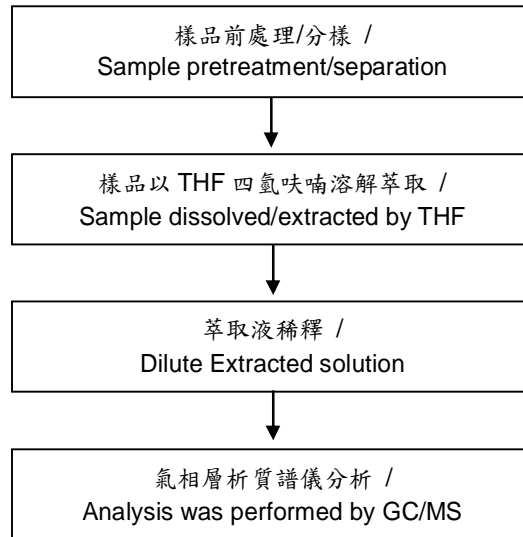 樣品前處理/分樣 /
Sample pretreatment/separation
樣品以 THF 四氫呋喃溶解萃取 /
Sample dissolved/extracted by THF
萃取液稀釋 /
Dilute Extracted solution
氣相層析質譜儀分析 /
Analysis was performed by GC/MS